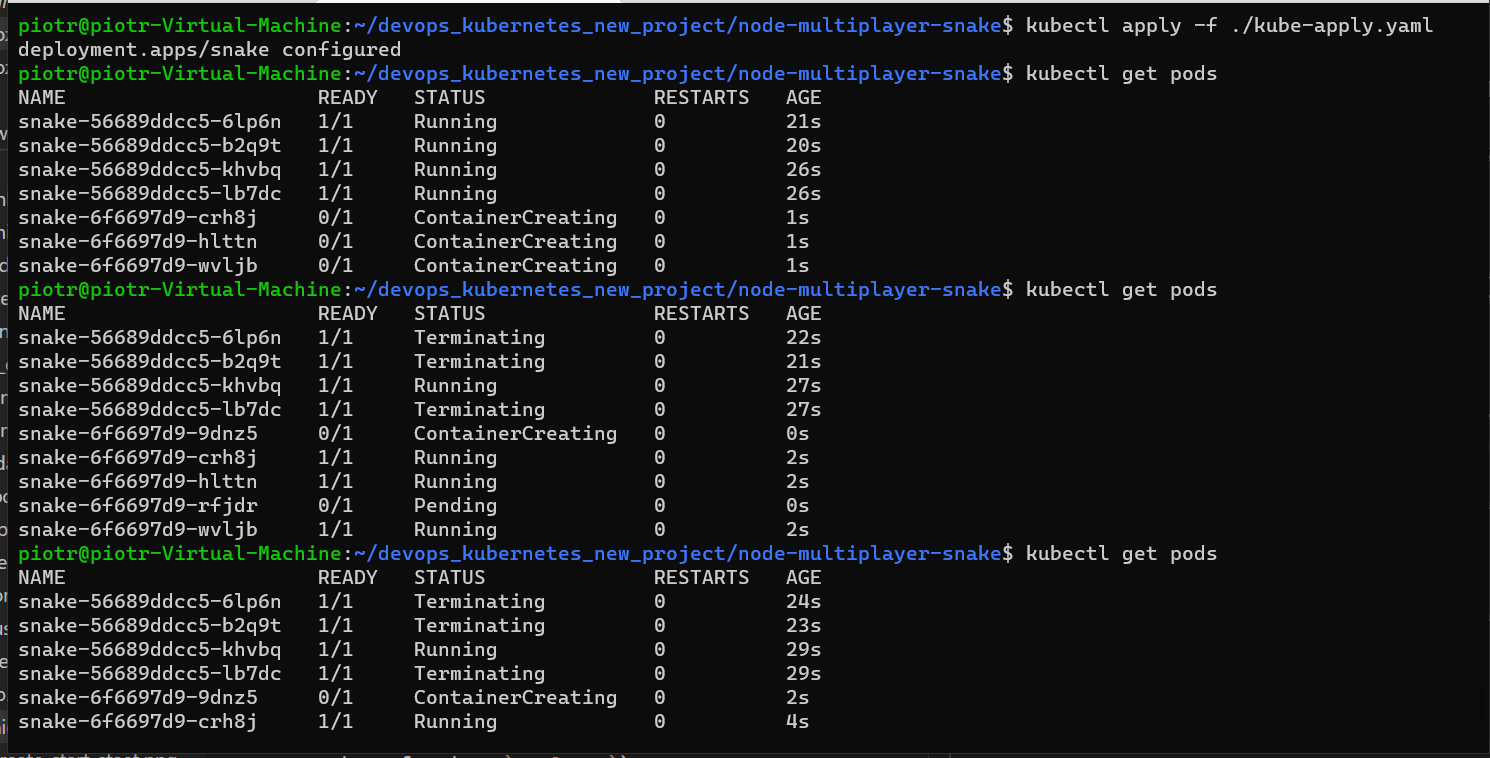 piotr@piotr-Virtual-Machine:~/devops_kubernetes_new_project/node-multiplayer-snake$ kubectl apply -f ./kube-apply.yaml
deployment.apps/snake configured
piotr@piotr-Virtual-Machine:~/devops_kubernetes_new_project/node-multiplayer-snake$ kubectl get pods
NAME READY STATUS RESTARTS AGE
snake-56689ddcc5-6lp6n 1/1 Running 0 21s
snake-56689ddcc5-b2q9t 1/1 Running 0 20s
snake-56689ddcc5-khvbq 1/1 Running 0 26s
snake-56689ddcc5-lb7dc 1/1 Running 0 26s
snake-6f6697d9-crh8j 0/1 ContainerCreating 0 1s
snake-6f6697d9-hlttn 0/1 ContainerCreating 0 1s
snake-6f6697d9-wvljb 0/1 ContainerCreating 0 1s
piotr@piotr-Virtual-Machine:~/devops_kubernetes_new_project/node-multiplayer-snake$ kubectl get pods
NAME READY STATUS RESTARTS AGE
snake-56689ddcc5-6lp6n 1/1 Terminating 0 22s
snake-56689ddcc5-b2q9t 1/1 Terminating 0 21s
snake-56689ddcc5-khvbq 1/1 Running 0 27s
snake-56689ddcc5-lb7dc 1/1 Terminating 0 27s
snake-6f6697d9-9dnz5 0/1 ContainerCreating 0 0s
snake-6f6697d9-crh8j 1/1 Running 0 2s
snake-6f6697d9-hlttn 1/1 Running 0 2s
snake-6f6697d9-rfjdr 0/1 Pending 0 0s
snake-6f6697d9-wvljb 1/1 Running 0 2s
piotr@piotr-Virtual-Machine:~/devops_kubernetes_new_project/node-multiplayer-snake$ kubectl get pods
NAME READY STATUS RESTARTS AGE
snake-56689ddcc5-6lp6n 1/1 Terminating 0 24s
snake-56689ddcc5-b2q9t 1/1 Terminating 0 23s
snake-56689ddcc5-khvbq 1/1 Running 0 29s
snake-56689ddcc5-lb7dc 1/1 Terminating 0 29s
snake-6f6697d9-9dnz5 0/1 ContainerCreating 0 2s
snake-6f6697d9-crh8j 1/1 Running 0 4s